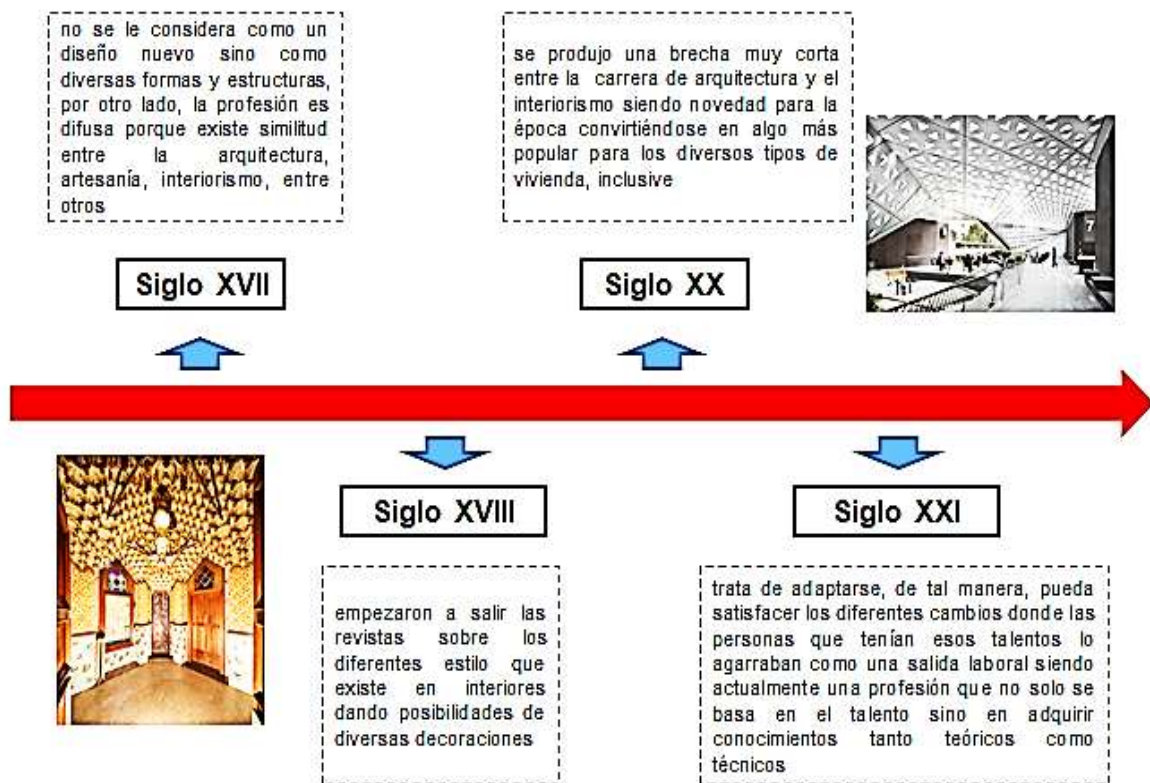 no se le considera como un
diseño nuevo sino como
diversas formas y estructuras,
por otro lado, la profesión es
difusa porque existe similitud
entre la arquitectura,
artesanía, interiorismo, entre
otros
Siglo XVII
se produjo una brecha muy corta
entre la carrera de arquitectura y el
interiorismo siendo novedad para la
época convirtiéndose en algo más
popular para los diversos tipos de
vivienda, inclusive
Siglo XX
7
Siglo XVIII
empezaron a salir las
revistas sobre los
diferentes estilo que
existe en interiores
dando posibilidades de
diversas decoraciones
Siglo XXI
trata de adaptarse, de tal manera, pueda
satisfacer los diferentes cambios donde las
personas que tenían esos talentos lo
agarraban como una salida laboral siendo
actualmente una profesión que no solo se
basa en el talento sino en adquirir
conocimientos tanto teóricos como
técnicos